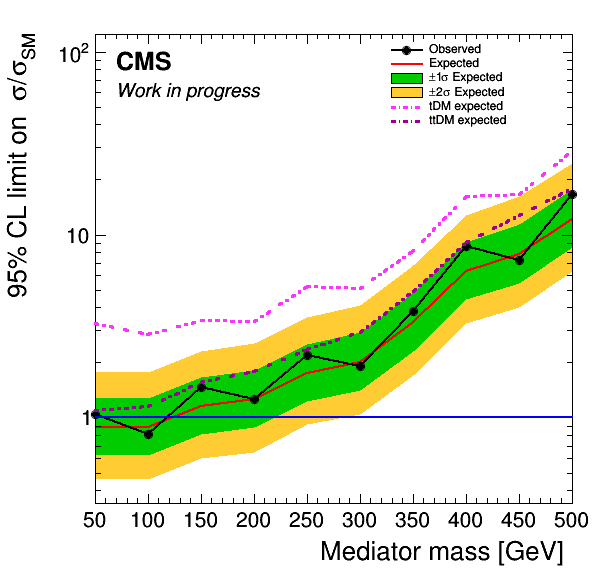 95% CL limit on σ/σSM
10²
10
1
CMS
Work in progress
Observed
Expected
±1σ Expected
±2σ Expected
tDM expected
ttDM expected
50 100 150 200 250 300 350 400 450 500
Mediator mass [GeV]